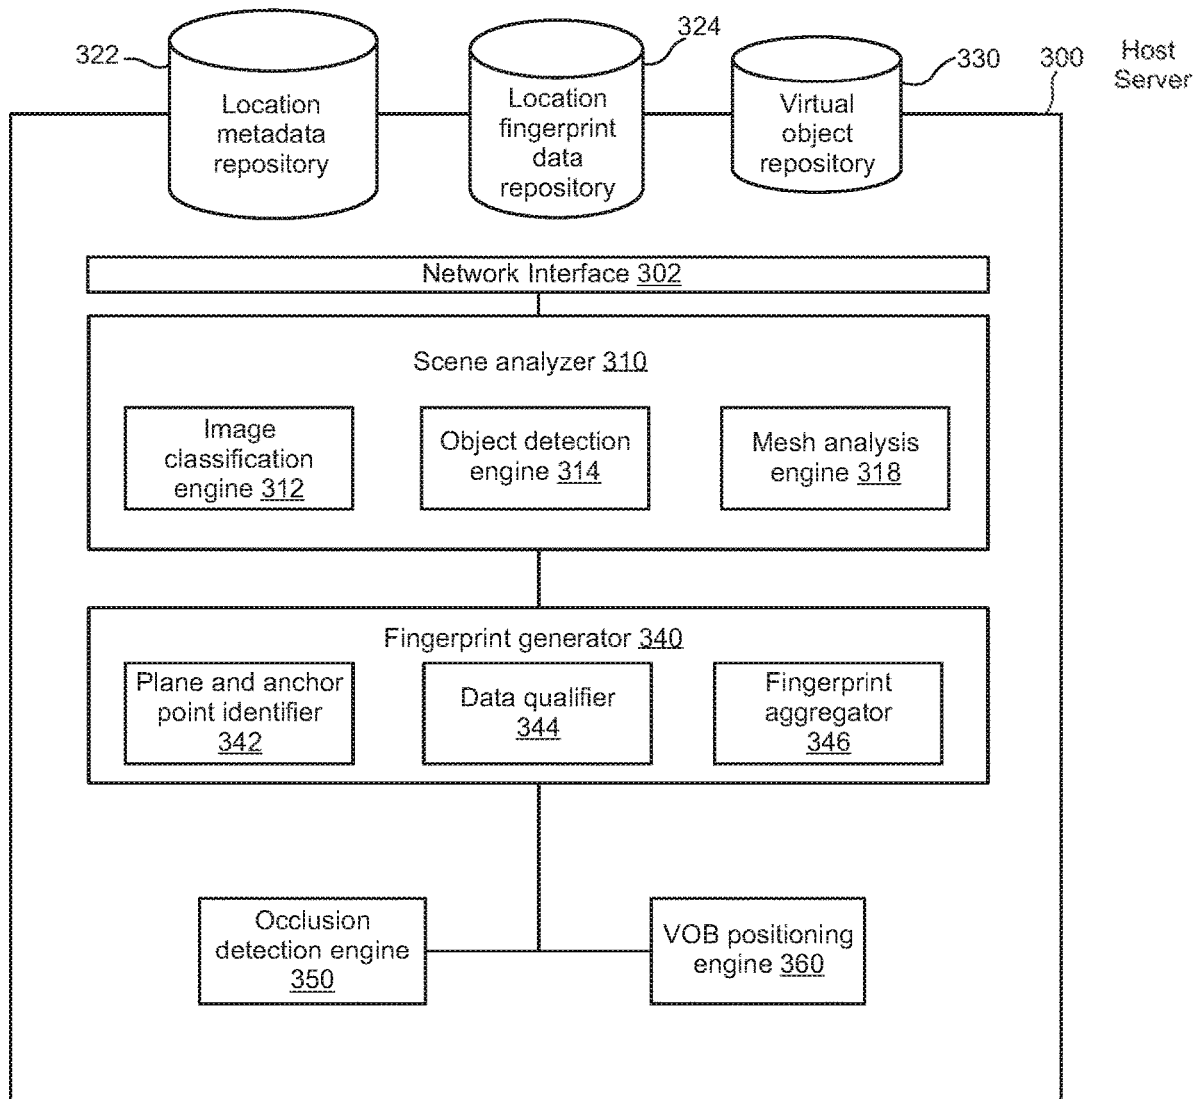 322
324
330
300
Host
Server
Location
metadata
repository
Location
fingerprint
data
repository
Virtual
object
repository
Network Interface 302
Scene analyzer 310
Image
classification
engine 312
Object detection
engine 314
Mesh analysis
engine 318
Fingerprint generator 340
Plane and anchor
point identifier
342
Data qualifier
344
Fingerprint
aggregator
346
Occlusion
detection engine
350
VOB positioning
engine 360